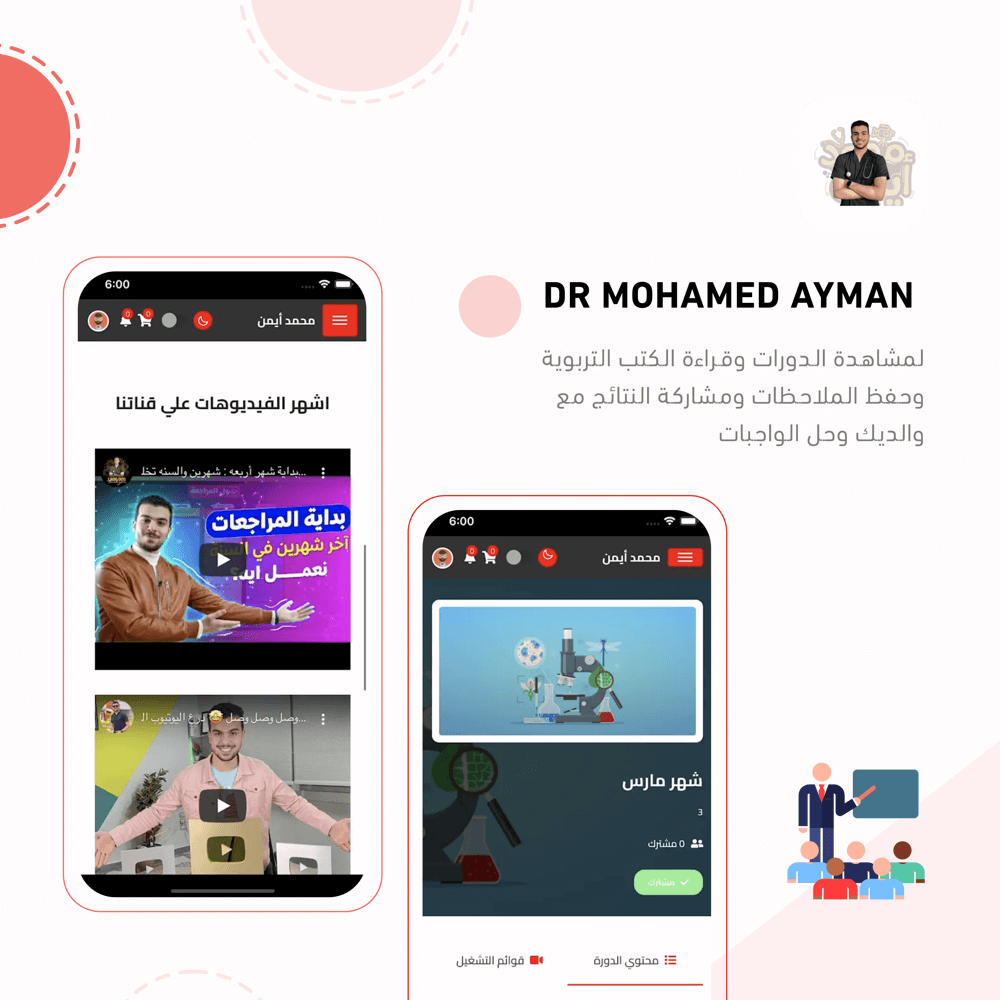 DR MOHAMED AYMAN
لمشاهدة الدورات وقراءة الكتب التربوية
وحفظ الملاحظات ومشاركة النتائج مع
والديك وحل الواجبات
6:00
محمد أيمن
0
0
اشهر الفيديوهات علي قناتنا
بداية شهر أربعه : شهرين والسنه تخل...
بداية المراجعات
آخر شهرين في السنة
نعمل ايه؟
وصل وصل وصل 🤩 درع اليوتيوب ال...
6:00
محمد أيمن
0
0
شهر مارس
3
0 مشترك
مشترك
محتوي الدورة
قوائم التشغيل